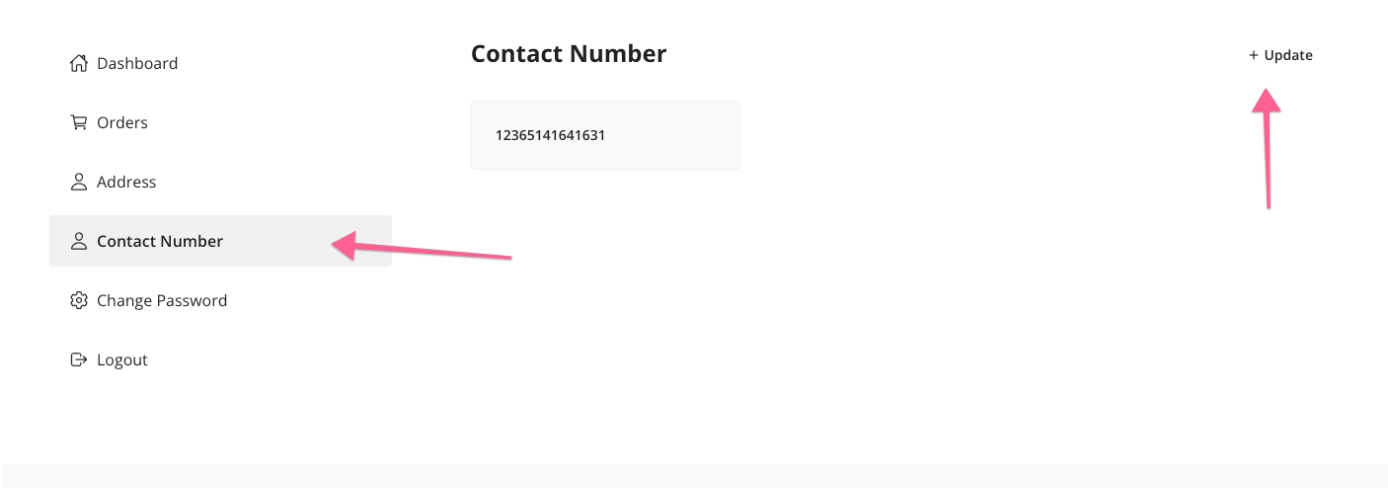 Dashboard
Orders
Address
Contact Number
Change Password
Logout
Contact Number
+ Update
12365141641631